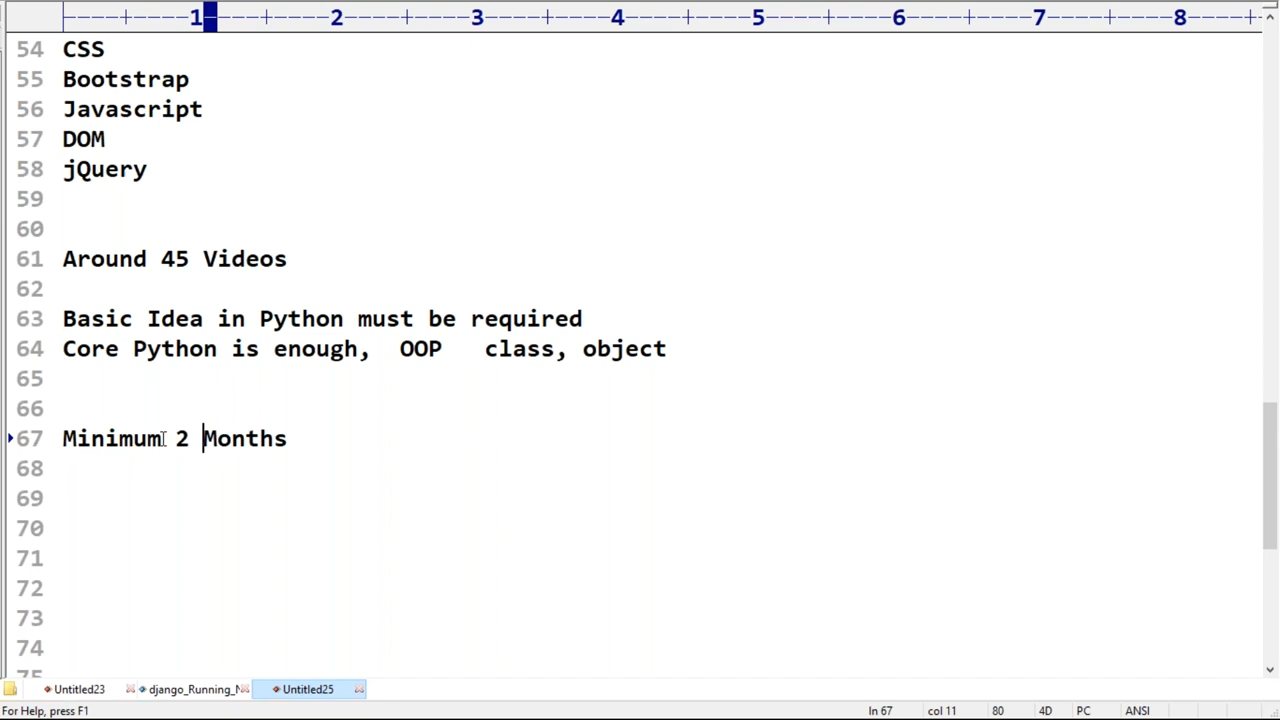 1 2 3 4 5 6 7 8
54 CSS
55 Bootstrap
56 Javascript
57 DOM
58 jQuery
59
60
61 Around 45 Videos
62
63 Basic Idea in Python must be required
64 Core Python is enough, OOP class, object
65
66
67 Minimum 2 Months
68
69
70
71
72
73
74
75
Untitled23 django_Running_N Untitled25
For Help, press F1 ln 67 col 11 80 4D PC ANSI